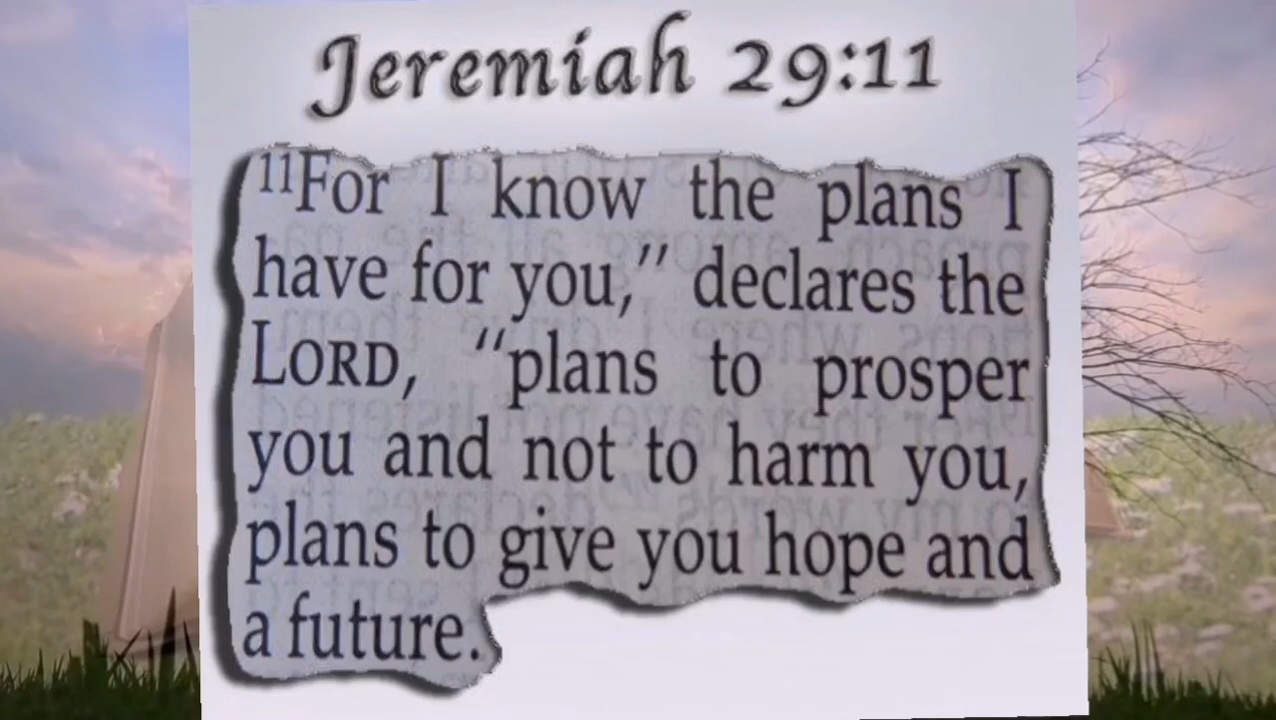 Jeremiah 29:11
¹¹For I know the plans I
have for you," declares the
LORD, "plans to prosper
you and not to harm you,
plans to give you hope and
a future.